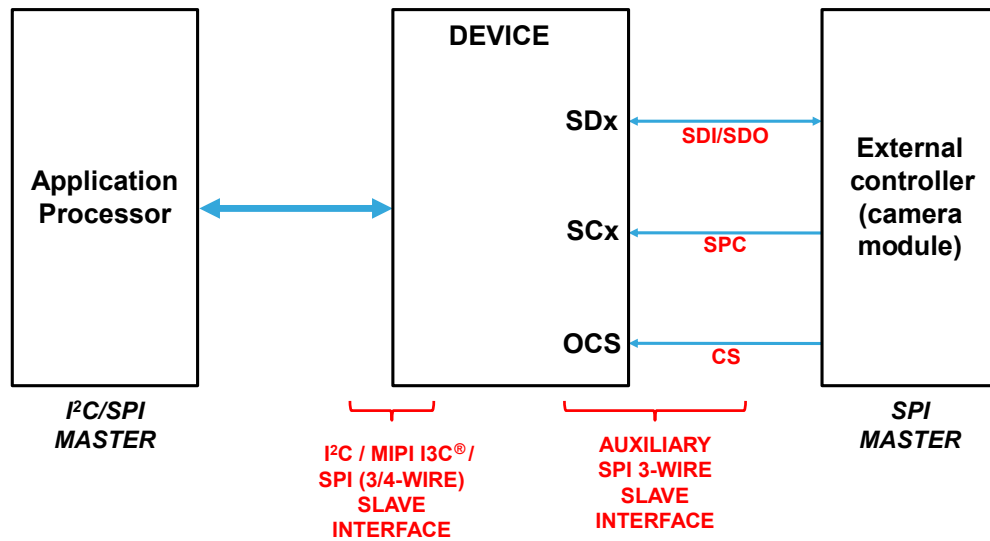 DEVICE
SDx
SDI/SDO
Application
Processor
External
controller
(camera
module)
SCx
SPC
OCS
CS
I²C/SPI
MASTER
SPI
MASTER
I²C / MIPI I3C® /
SPI (3/4-WIRE)
SLAVE
INTERFACE
AUXILIARY
SPI 3-WIRE
SLAVE
INTERFACE